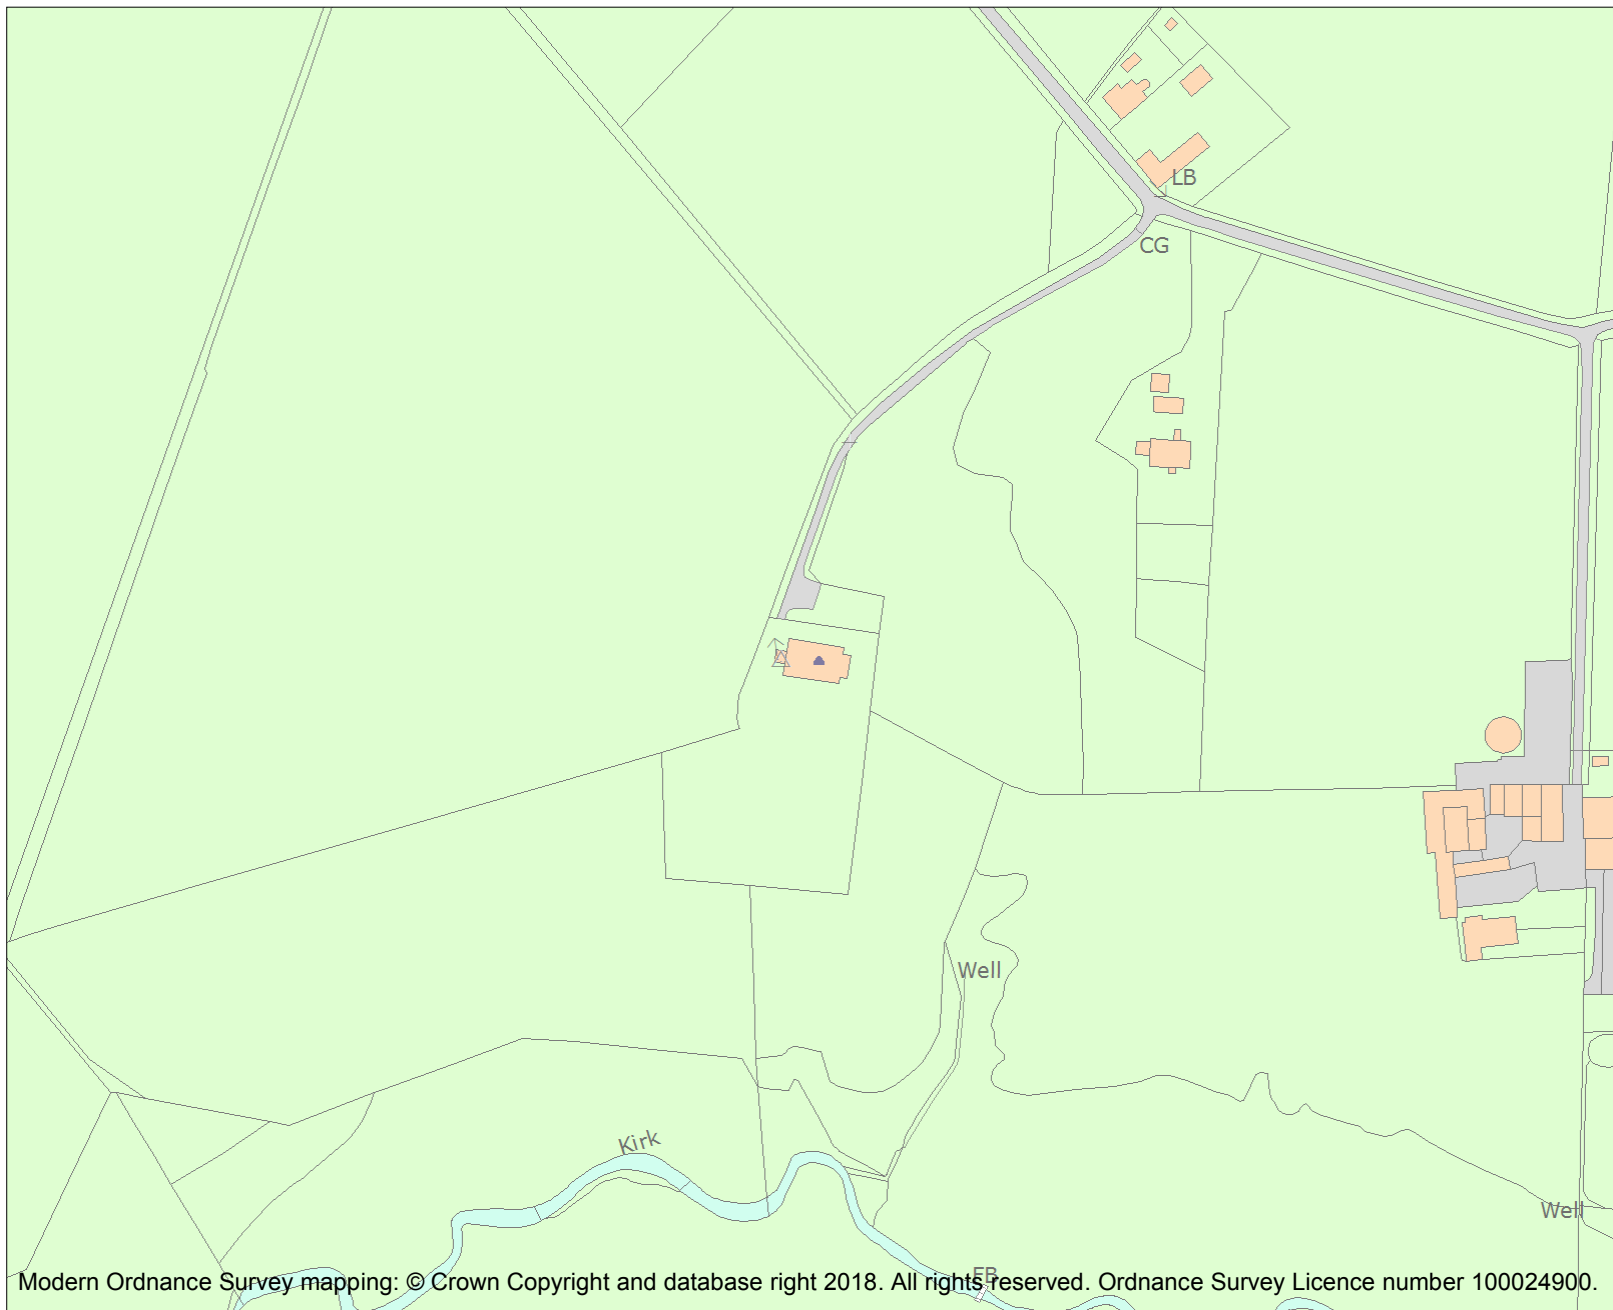 LB
CG
Well
Kirk
Well
FB
Modern Ordnance Survey mapping: © Crown Copyright and database right 2018. All rights reserved. Ordnance Survey Licence number 100024900.